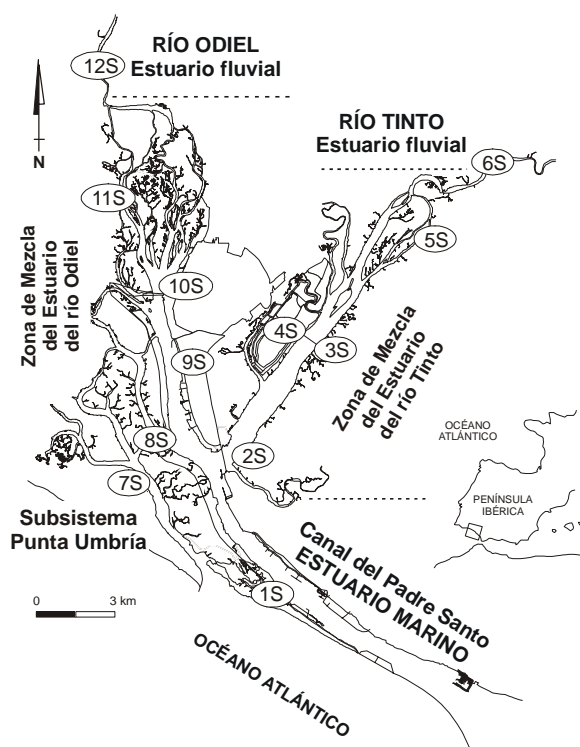 RÍO ODIEL
Estuario fluvial
12S
RÍO TINTO
Estuario fluvial
6S
N
11S
5S
Zona de Mezcla
del Estuario
del río Odiel
10S
4S
3S
9S
Zona de Mezcla
del Estuario
del río Tinto
8S
2S
7S
OCÉANO
ATLÁNTICO
PENÍNSULA
IBÉRICA
Subsistema
Punta Umbría
Canal del Padre Santo
ESTUARIO MARINO
1S
0 3 km
OCÉANO ATLÁNTICO